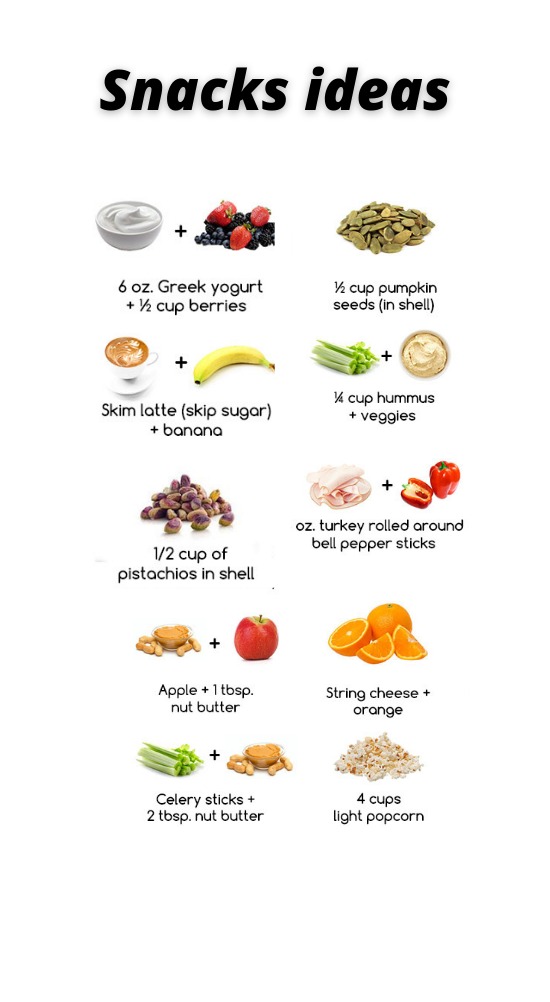 Snacks ideas
+
6 oz. Greek yogurt
+ ½ cup berries
½ cup pumpkin
seeds (in shell)
+
Skim latte (skip sugar)
+ banana
+
¼ cup hummus
+ veggies
1/2 cup of
pistachios in shell
+
oz. turkey rolled around
bell pepper sticks
+
Apple + 1 tbsp.
nut butter
String cheese +
orange
+
Celery sticks +
2 tbsp. nut butter
4 cups
light popcorn